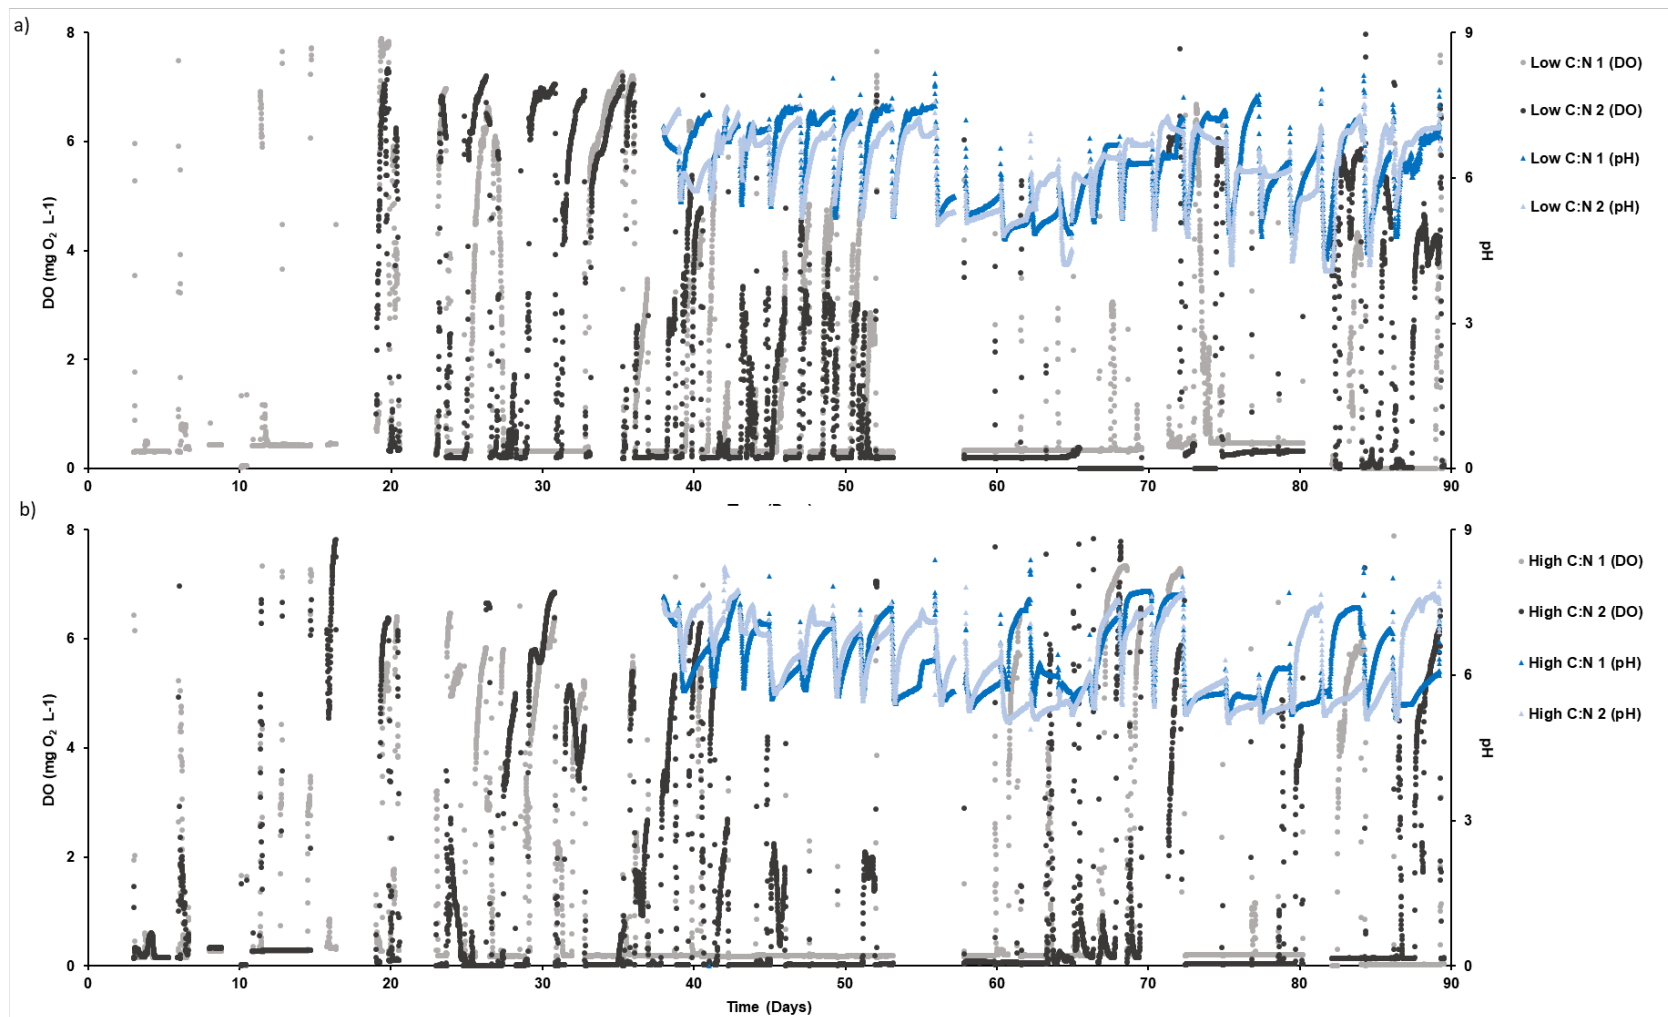 a)
8
6
4
2
0
DO (mg O₂ L-1)
9
6
3
0
pH
0 10 20 30 40 50 60 70 80 90
Low C:N 1 (DO)
Low C:N 2 (DO)
Low C:N 1 (pH)
Low C:N 2 (pH)
b)
8
6
4
2
0
DO (mg O₂ L-1)
9
6
3
0
pH
0 10 20 30 40 50 60 70 80 90
Time (Days)
High C:N 1 (DO)
High C:N 2 (DO)
High C:N 1 (pH)
High C:N 2 (pH)